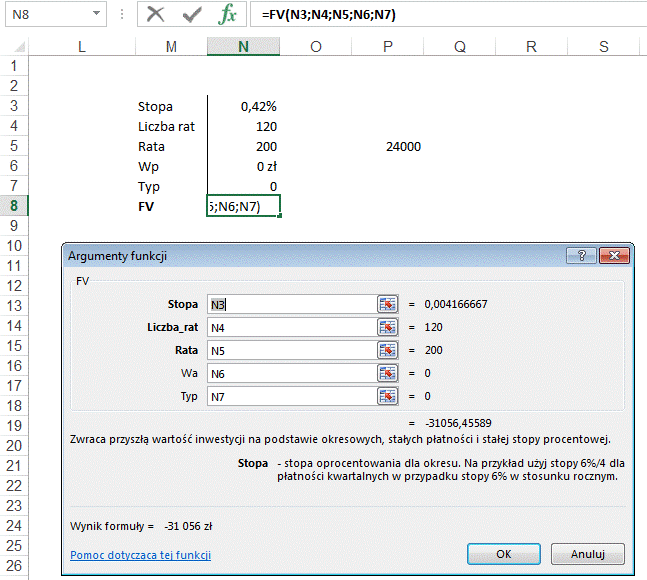 N8 fx =FV(N3;N4;N5;N6;N7)
L M N O P Q R S
1
2
3 Stopa 0,42%
4 Liczba rat 120
5 Rata 200 24000
6 Wp 0 zł
7 Typ 0
8 FV 5;N6;N7)
9
10
11
12
13
14
15
16
17
18
19
20
21
22
23
24
25
26
Argumenty funkcji
FV
Stopa N3 = 0,004166667
Liczba_rat N4 = 120
Rata N5 = 200
Wa N6 = 0
Typ N7 = 0
= -31056,45589
Zwraca przyszłą wartość inwestycji na podstawie okresowych, stałych płatności i stałej stopy procentowej.
Stopa - stopa oprocentowania dla okresu. Na przykład użyj stopy 6%/4 dla
płatności kwartalnych w przypadku stopy 6% w stosunku rocznym.
Wynik formuły = -31 056 zł
Pomoc dotycząca tej funkcji
OK Anuluj